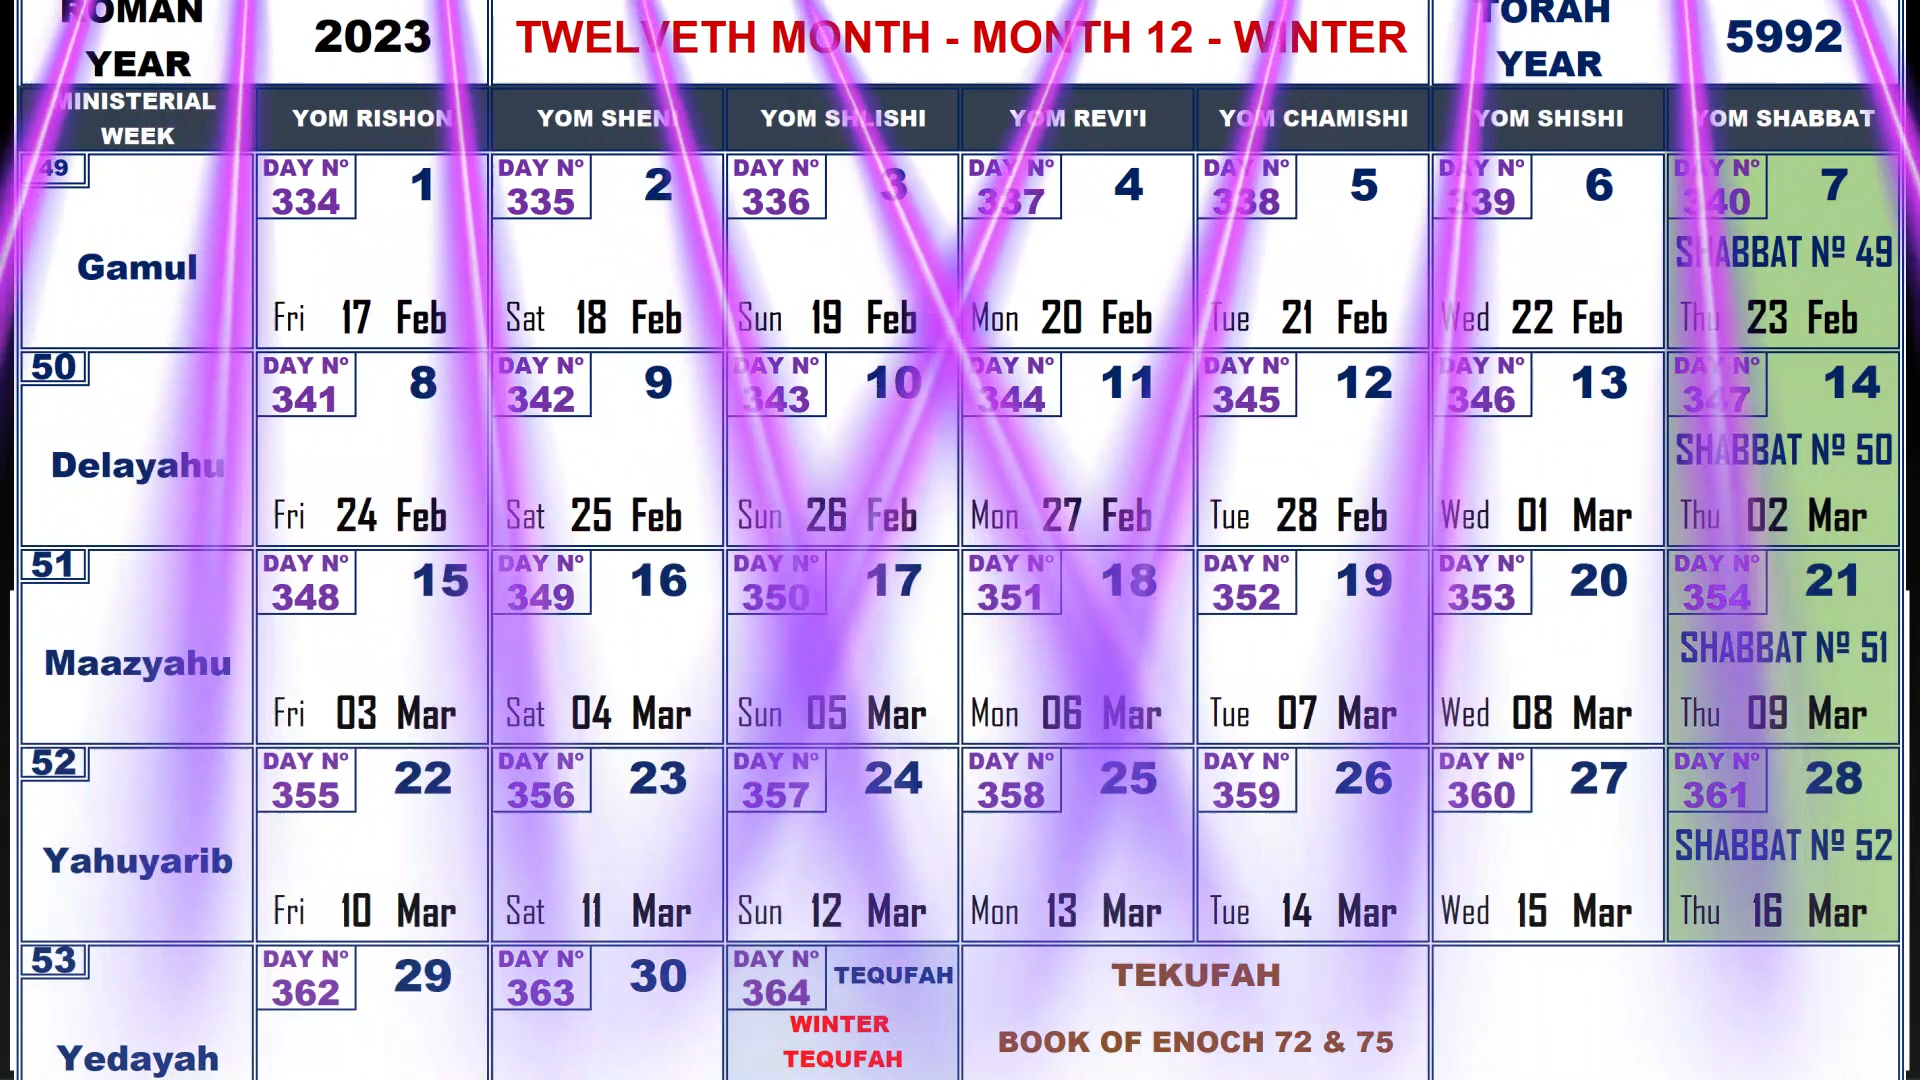 ROMAN YEAR 2023 TWELVETH MONTH - MONTH 12 - WINTER TORAH YEAR 5992
MINISTERIAL WEEK YOM RISHON YOM SHENI YOM SHLISHI YOM REVI'I YOM CHAMISHI YOM SHISHI YOM SHABBAT
49 DAY Nº 334 1 DAY Nº 335 2 DAY Nº 336 3 DAY Nº 337 4 DAY Nº 338 5 DAY Nº 339 6 DAY Nº 340 7
Gamul SHABBAT Nº 49
Fri 17 Feb Sat 18 Feb Sun 19 Feb Mon 20 Feb Tue 21 Feb Wed 22 Feb Thu 23 Feb
50 DAY Nº 341 8 DAY Nº 342 9 DAY Nº 343 10 DAY Nº 344 11 DAY Nº 345 12 DAY Nº 346 13 DAY Nº 347 14
Delayahu SHABBAT Nº 50
Fri 24 Feb Sat 25 Feb Sun 26 Feb Mon 27 Feb Tue 28 Feb Wed 01 Mar Thu 02 Mar
51 DAY Nº 348 15 DAY Nº 349 16 DAY Nº 350 17 DAY Nº 351 18 DAY Nº 352 19 DAY Nº 353 20 DAY Nº 354 21
Maazyahu SHABBAT Nº 51
Fri 03 Mar Sat 04 Mar Sun 05 Mar Mon 06 Mar Tue 07 Mar Wed 08 Mar Thu 09 Mar
52 DAY Nº 355 22 DAY Nº 356 23 DAY Nº 357 24 DAY Nº 358 25 DAY Nº 359 26 DAY Nº 360 27 DAY Nº 361 28
Yahuyarib SHABBAT Nº 52
Fri 10 Mar Sat 11 Mar Sun 12 Mar Mon 13 Mar Tue 14 Mar Wed 15 Mar Thu 16 Mar
53 DAY Nº 362 29 DAY Nº 363 30 DAY Nº 364 TEQUFAH TEKUFAH
Yedayah WINTER TEQUFAH BOOK OF ENOCH 72 & 75